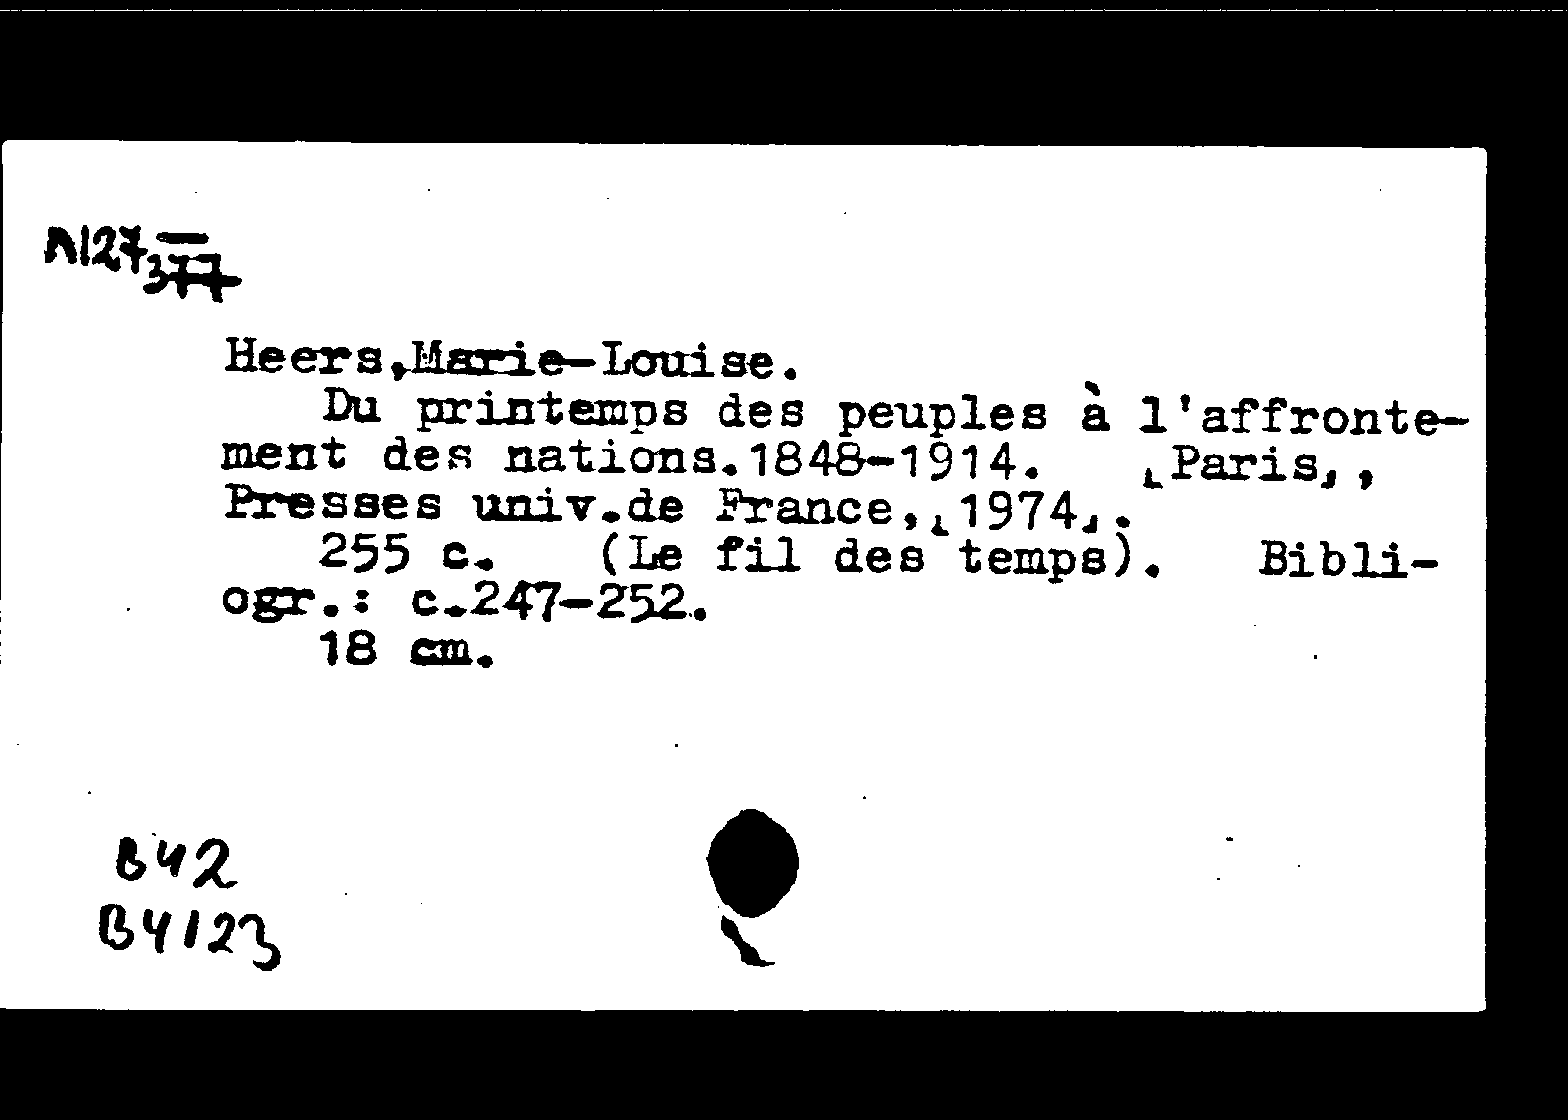 Л127 —
377
Heers,Marie-Louise.
Du printemps des peuples à l'affronte-
ment des nations.1848-1914. [Paris],
Presses univ.de France,[1974].
255 c. (Le fil des temps). Bibli-
ogr.: c.247-252.
18 cm.
В42
В4123